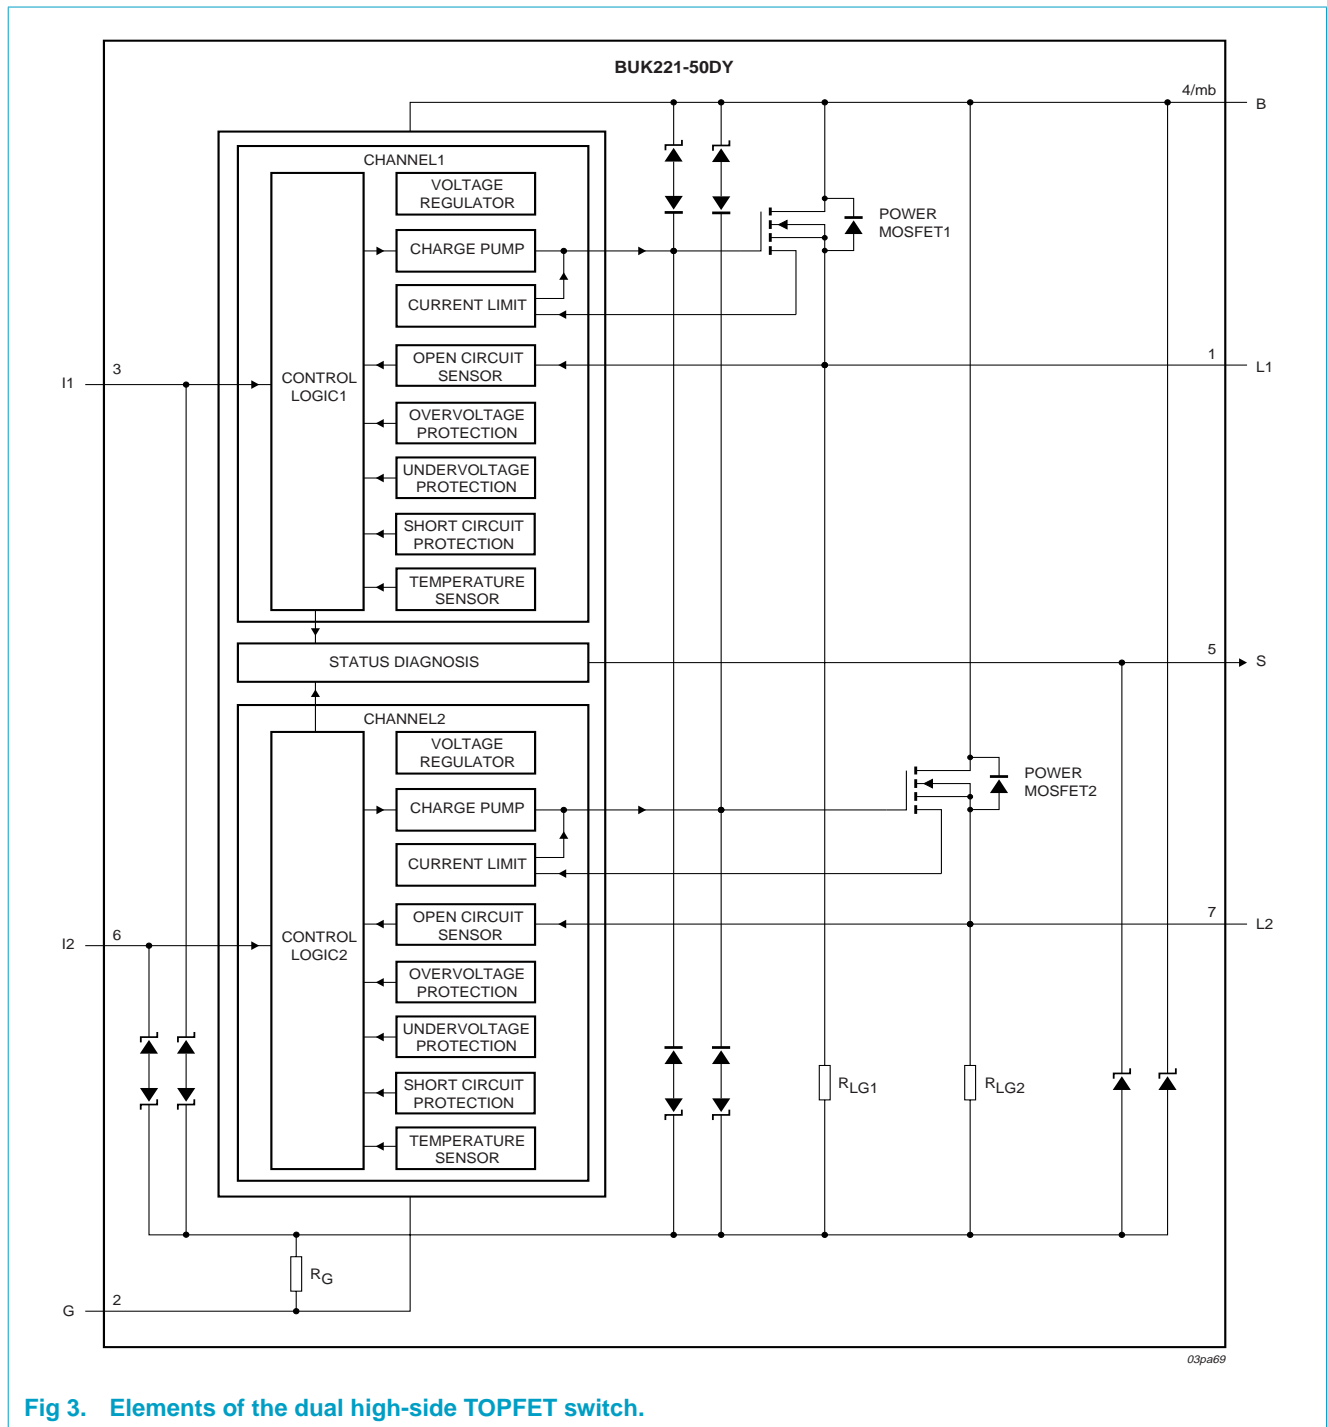 BUK221-50DY
4/mb
B
CHANNEL1
VOLTAGE
REGULATOR
POWER
MOSFET1
CHARGE PUMP
CURRENT LIMIT
OPEN CIRCUIT
SENSOR
1
L1
I1
3
CONTROL
LOGIC1
OVERVOLTAGE
PROTECTION
UNDERVOLTAGE
PROTECTION
SHORT CIRCUIT
PROTECTION
TEMPERATURE
SENSOR
STATUS DIAGNOSIS
5
S
CHANNEL2
VOLTAGE
REGULATOR
POWER
MOSFET2
CHARGE PUMP
CURRENT LIMIT
OPEN CIRCUIT
SENSOR
7
L2
I2
6
CONTROL
LOGIC2
OVERVOLTAGE
PROTECTION
UNDERVOLTAGE
PROTECTION
SHORT CIRCUIT
PROTECTION
RLG1
RLG2
TEMPERATURE
SENSOR
RG
G
2
03pa69
Fig 3. Elements of the dual high-side TOPFET switch.